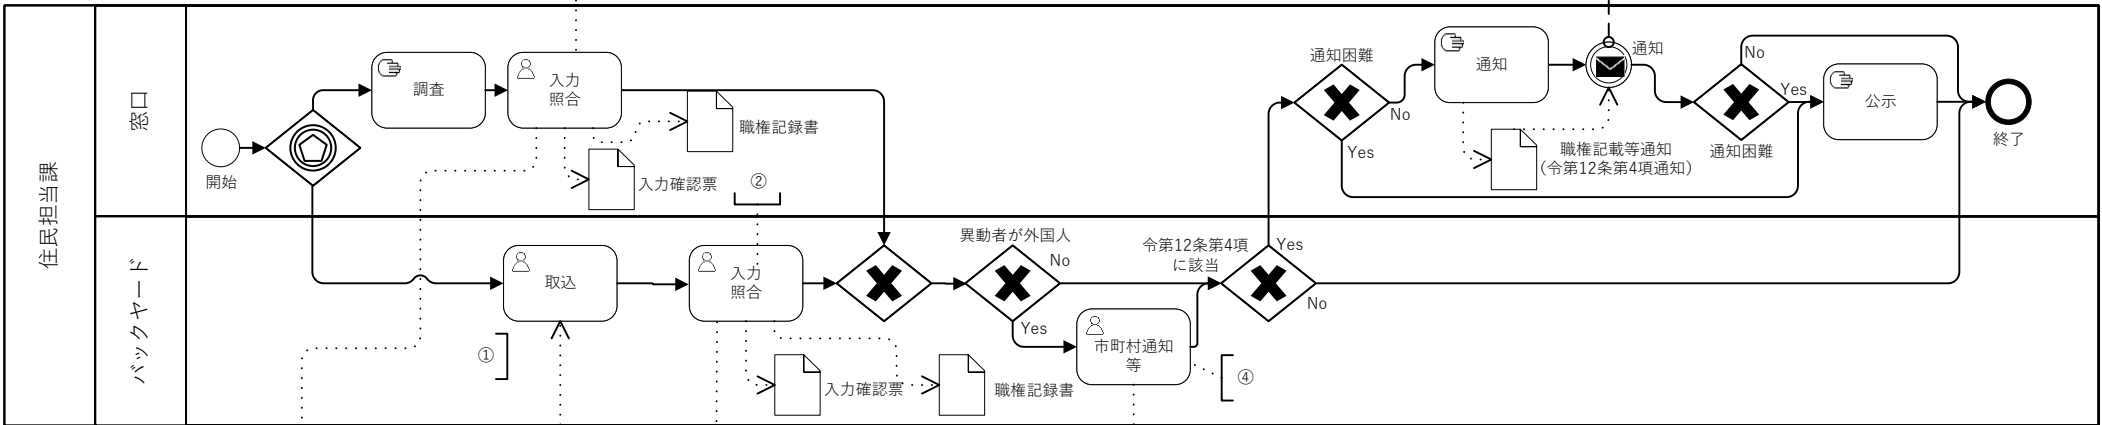 住民担当課
窓口
バックヤード
開始
調査
入力
照合
職権記録書
入力確認票
②
通知困難
No
Yes
通知
通知
職権記載等通知
(令第12条第4項通知)
No
Yes
通知困難
公示
終了
取込
①
入力
照合
入力確認票
職権記録書
異動者が外国人
No
Yes
市町村通知
等
④
令第12条第4項
に該当
Yes
No